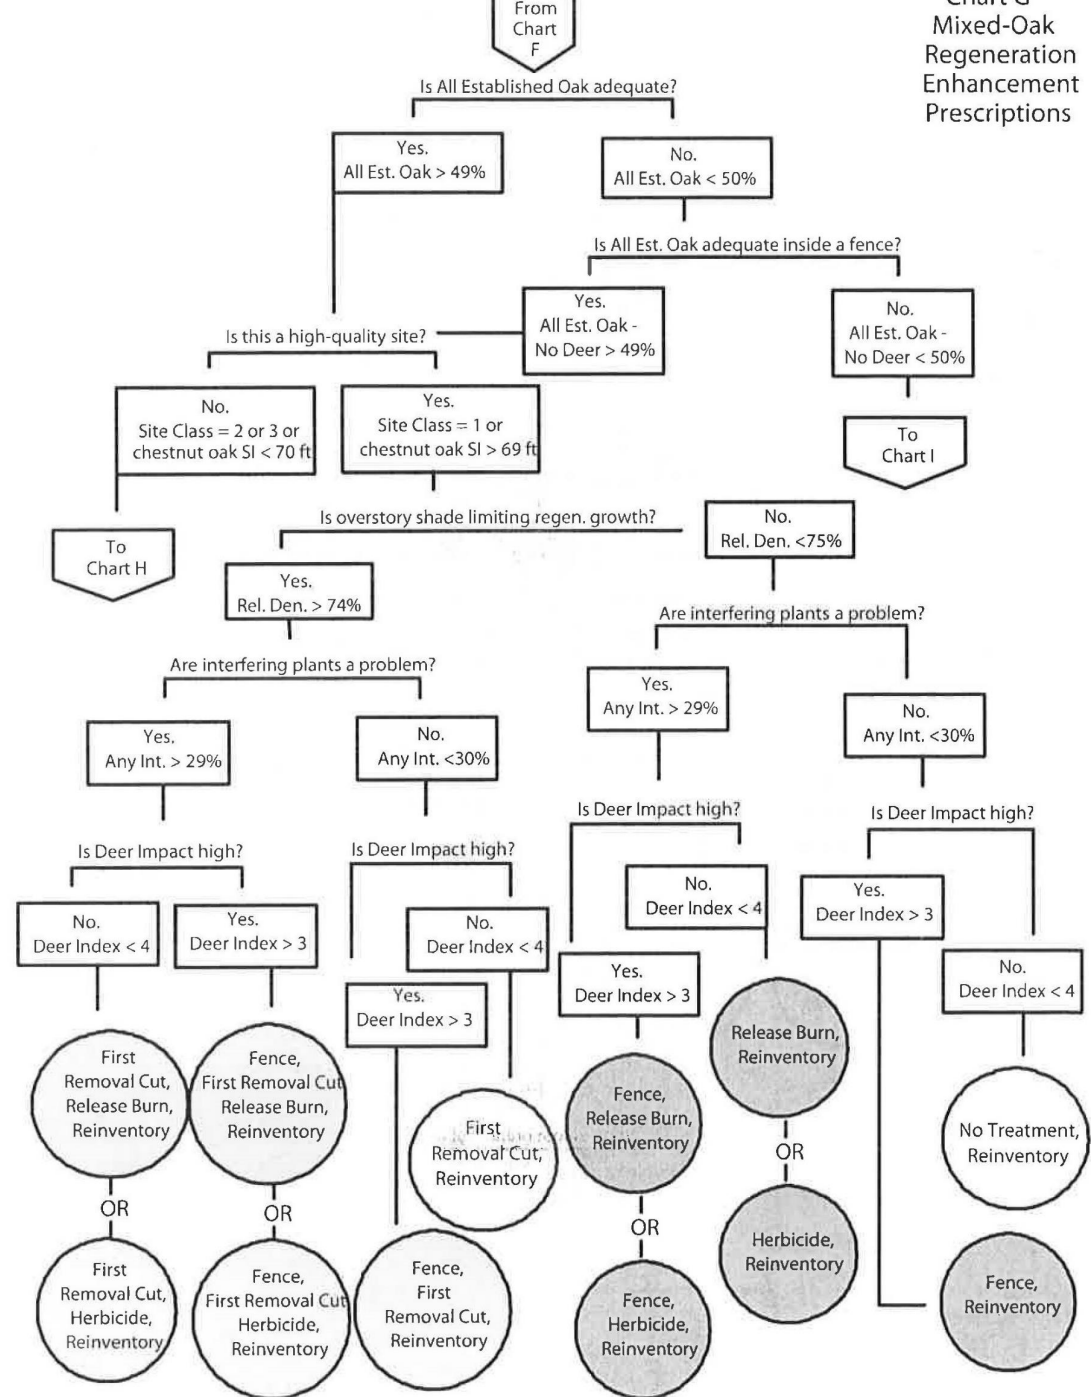 From
Chart
F
Chart G
Mixed-Oak
Regeneration
Enhancement
Prescriptions
Is All Established Oak adequate?
Yes.
All Est. Oak > 49%
No.
All Est. Oak < 50%
Is All Est. Oak adequate inside a fence?
Yes.
All Est. Oak -
No Deer > 49%
No.
All Est. Oak -
No Deer < 50%
Is this a high-quality site?
No.
Site Class = 2 or 3 or
chestnut oak SI < 70 ft
Yes.
Site Class = 1 or
chestnut oak SI > 69 ft
To
Chart I
To
Chart H
Is overstory shade limiting regen. growth?
No.
Rel. Den. <75%
Yes.
Rel. Den. > 74%
Are interfering plants a problem?
Yes.
Any Int. > 29%
No.
Any Int. <30%
Are interfering plants a problem?
Yes.
Any Int. > 29%
No.
Any Int. <30%
Is Deer Impact high?
No.
Deer Index < 4
Yes.
Deer Index > 3
Is Deer Impact high?
Yes.
Deer Index > 3
No.
Deer Index < 4
Is Deer Impact high?
Yes.
Deer Index > 3
No.
Deer Index < 4
Is Deer Impact high?
Yes.
Deer Index > 3
No.
Deer Index < 4
First
Removal Cut,
Release Burn,
Reinventory
OR
First
Removal Cut,
Herbicide,
Reinventory
Fence,
First Removal Cut
Release Burn,
Reinventory
OR
Fence,
First Removal Cut
Herbicide,
Reinventory
Fence,
First
Removal Cut,
Reinventory
First
Removal Cut,
Reinventory
Fence,
Release Burn,
Reinventory
OR
Fence,
Herbicide,
Reinventory
Release Burn,
Reinventory
OR
Herbicide,
Reinventory
Fence,
Reinventory
No Treatment,
Reinventory